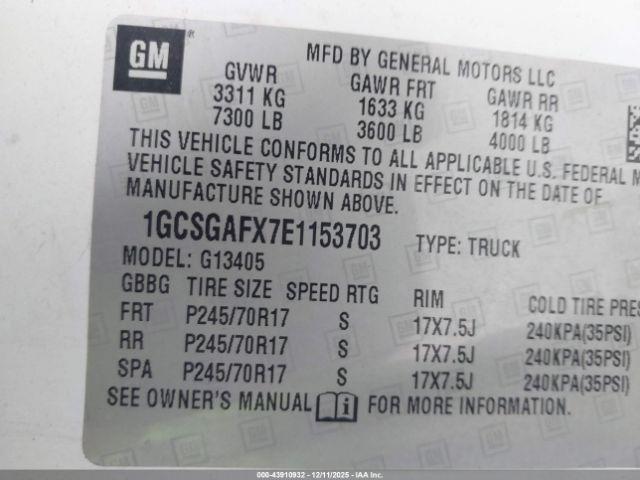 GM
MFD BY GENERAL MOTORS LLC
GVWR GAWR FRT GAWR RR
3311 KG 1633 KG 1814 KG
7300 LB 3600 LB 4000 LB
THIS VEHICLE CONFORMS TO ALL APPLICABLE U.S. FEDERAL M
VEHICLE SAFETY STANDARDS IN EFFECT ON THE DATE OF
MANUFACTURE SHOWN ABOVE.
1GCSGAFX7E1153703 TYPE: TRUCK
MODEL: G13405
GBBG TIRE SIZE SPEED RTG RIM COLD TIRE PRES
FRT P245/70R17 S 17X7.5J 240KPA(35PSI)
RR P245/70R17 S 17X7.5J 240KPA(35PSI)
SPA P245/70R17 S 17X7.5J 240KPA(35PSI)
SEE OWNER'S MANUAL FOR MORE INFORMATION.
000-43910932 - 12/11/2025 - IAA Inc.